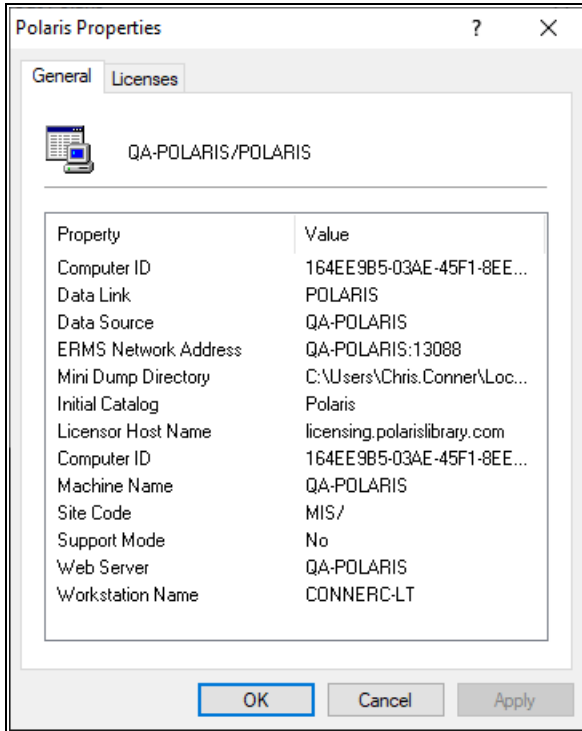 Polaris Properties ? ×
General Licenses
QA-POLARIS/POLARIS
Property Value
Computer ID 164EE9B5-03AE-45F1-8EE...
Data Link POLARIS
Data Source QA-POLARIS
ERMS Network Address QA-POLARIS:13088
Mini Dump Directory C:\Users\Chris.Conner\Loc...
Initial Catalog Polaris
Licensor Host Name licensing.polarislibrary.com
Computer ID 164EE9B5-03AE-45F1-8EE...
Machine Name QA-POLARIS
Site Code MIS/
Support Mode No
Web Server QA-POLARIS
Workstation Name CONNERC-LT
OK Cancel Apply